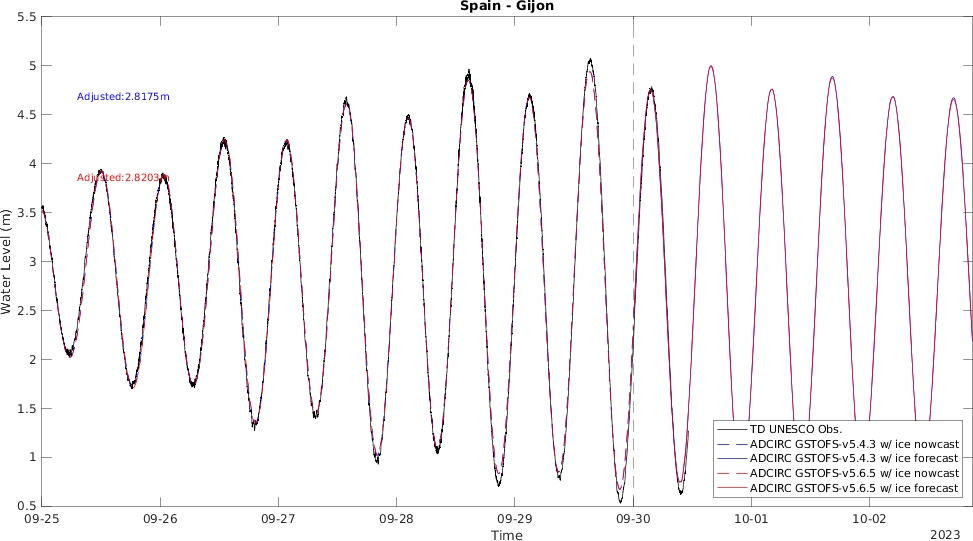 Spain - Gijon
5.5
5
4.5
4
3.5
3
2.5
2
1.5
1
0.5
Water Level (m)
Adjusted:2.8175m
Adjusted:2.8203m
TD UNESCO Obs.
ADCIRC GSTOFS-v5.4.3 w/ ice nowcast
ADCIRC GSTOFS-v5.4.3 w/ ice forecast
ADCIRC GSTOFS-v5.6.5 w/ ice nowcast
ADCIRC GSTOFS-v5.6.5 w/ ice forecast
09-25 09-26 09-27 09-28 09-29 09-30 10-01 10-02
Time
2023